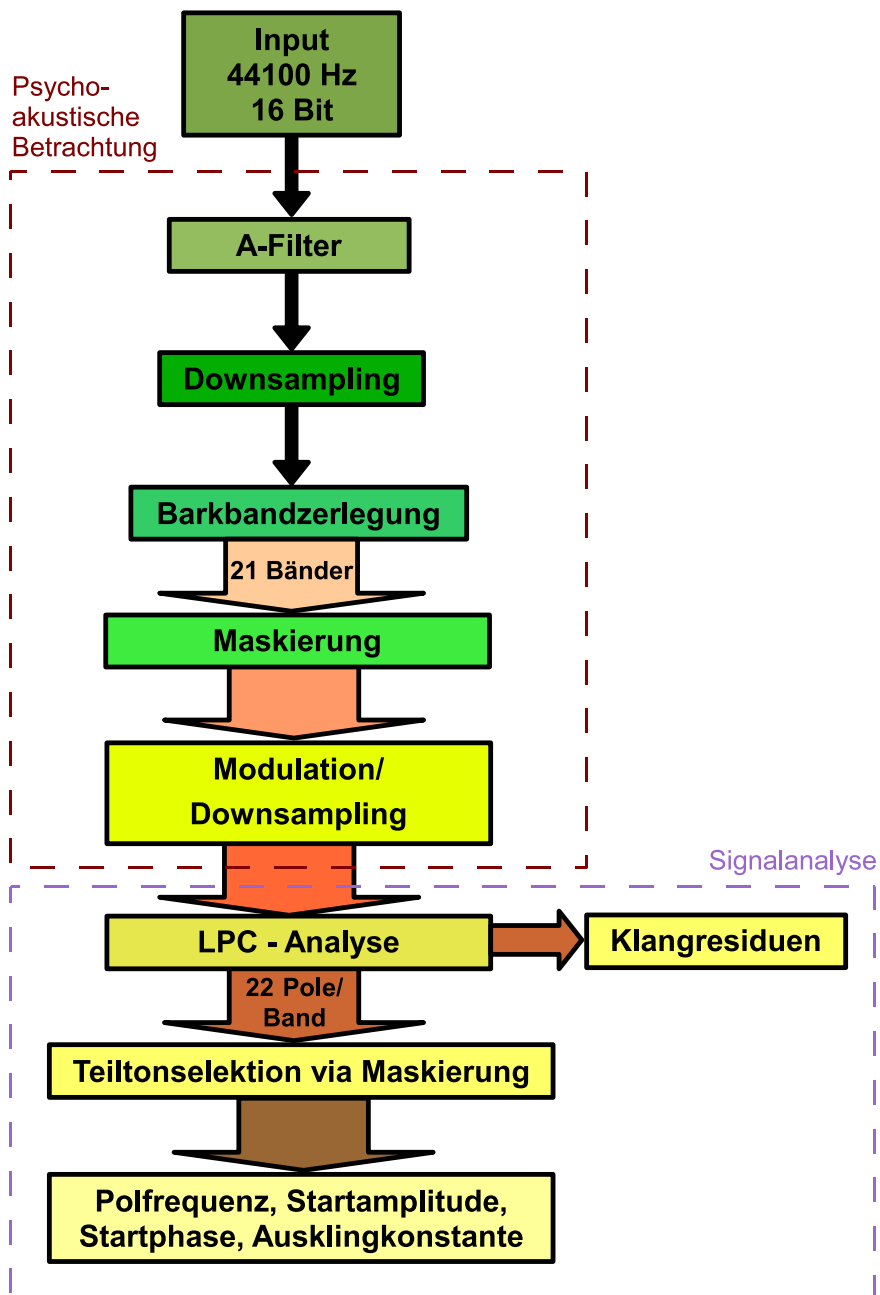 Input
44100 Hz
16 Bit
Psycho-
akustische
Betrachtung
A-Filter
Downsampling
Barkbandzerlegung
21 Bänder
Maskierung
Modulation/
Downsampling
Signalanalyse
LPC - Analyse
Klangresiduen
22 Pole/
Band
Teiltonselektion via Maskierung
Polfrequenz, Startamplitude,
Startphase, Ausklingkonstante